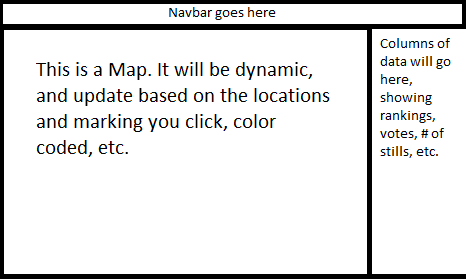 Navbar goes here
This is a Map. It will be dynamic,
and update based on the locations
and marking you click, color
coded, etc.
Columns of
data will go
here,
showing
rankings,
votes, # of
stills, etc.